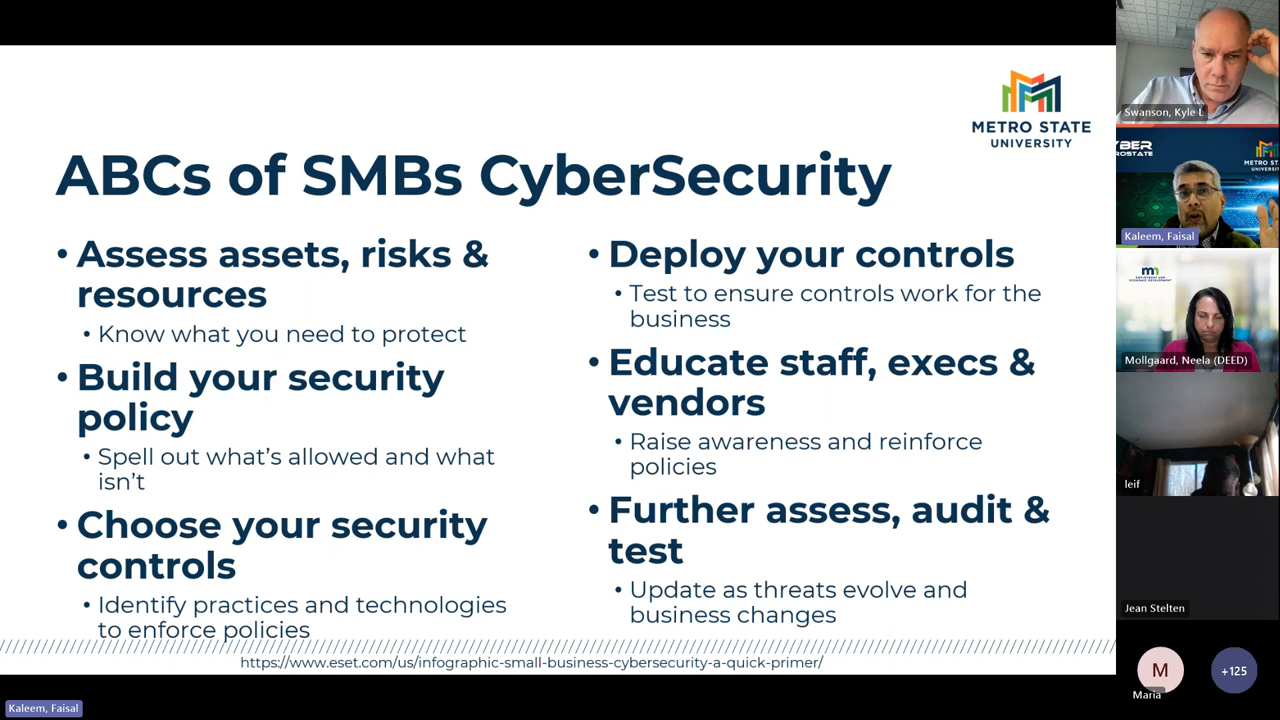 METRO STATE
UNIVERSITY
ABCs of SMBs CyberSecurity
• Assess assets, risks &
resources
• Know what you need to protect
• Build your security
policy
• Spell out what's allowed and what
isn't
• Choose your security
controls
• Identify practices and technologies
to enforce policies
• Deploy your controls
• Test to ensure controls work for the
business
• Educate staff, execs &
vendors
• Raise awareness and reinforce
policies
• Further assess, audit &
test
• Update as threats evolve and
business changes
https://www.eset.com/us/infographic-small-business-cybersecurity-a-quick-primer/
Kaleem, Faisal
Swanson, Kyle L
METRO
UNIVER
Kaleem, Faisal
Mollgaard, Neela (DEED)
leif
Jean Stelten
M
Maria
+125